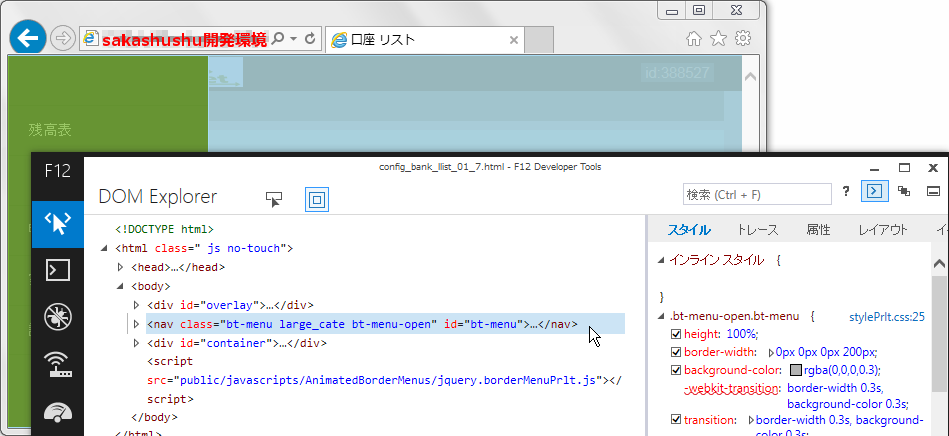 sakashushu開発環境
口座 リスト
id:388527
残高表
F12
config_bank_llist_01_7.html - F12 Developer Tools
DOM Explorer
検索 (Ctrl + F)
?
スタイル トレース 属性 レイアウト
<!DOCTYPE html>
<html class=" js no-touch">
<head>…</head>
<body>
<div id="overlay">…</div>
<nav class="bt-menu large_cate bt-menu-open" id="bt-menu">…</nav>
<div id="container">…</div>
<script
src="public/javascripts/AnimatedBorderMenus/jquery.borderMenuPrlt.js"></
script>
</body>
</html>
インライン スタイル {
}
.bt-menu-open.bt-menu { stylePrlt.css:25
height: 100%;
border-width: 0px 0px 0px 200px;
background-color: rgba(0,0,0,0.3);
-webkit-transition: border-width 0.3s,
background-color 0.3s;
transition: border-width 0.3s,
background-color 0.3s;